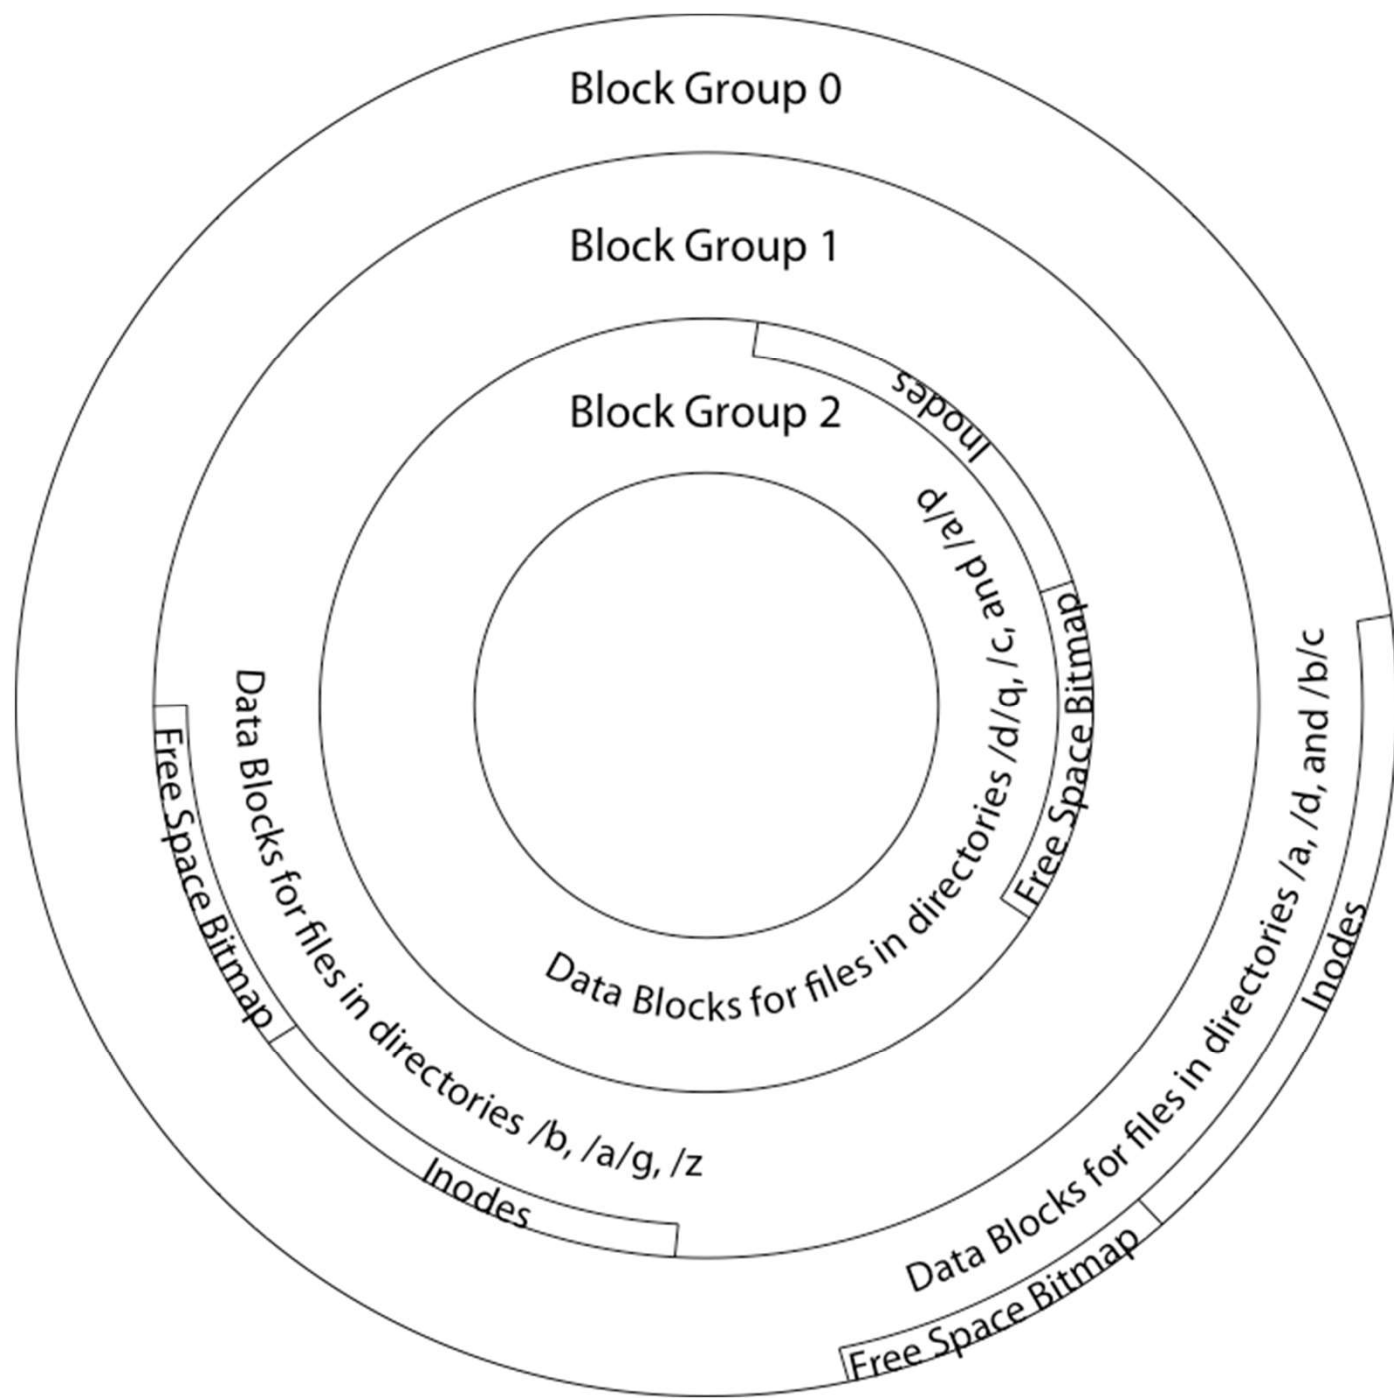 Block Group 0
Block Group 1
Block Group 2
Inodes
Free Space Bitmap
Data Blocks for files in directories /d/q, /c, and /a/p
Free Space Bitmap
Inodes
Data Blocks for files in directories /b, /a/g, /z
Data Blocks for files in directories /a, /d, and /b/c
Free Space Bitmap
Inodes